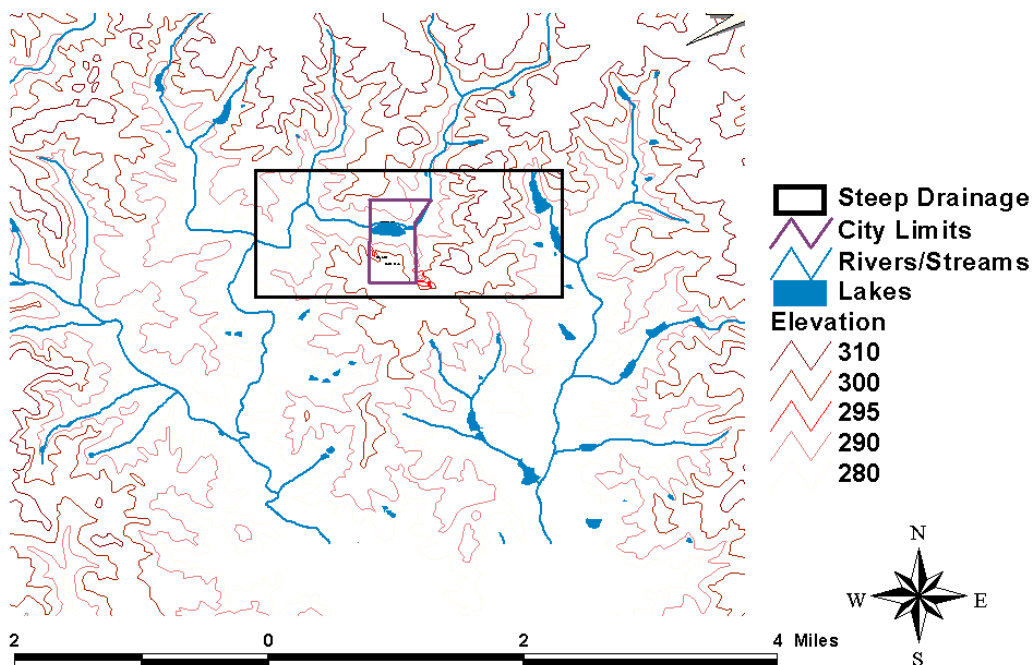 Steep Drainage
City Limits
Rivers/Streams
Lakes
Elevation
310
300
295
290
280
N
W E
S
2 0 2 4 Miles